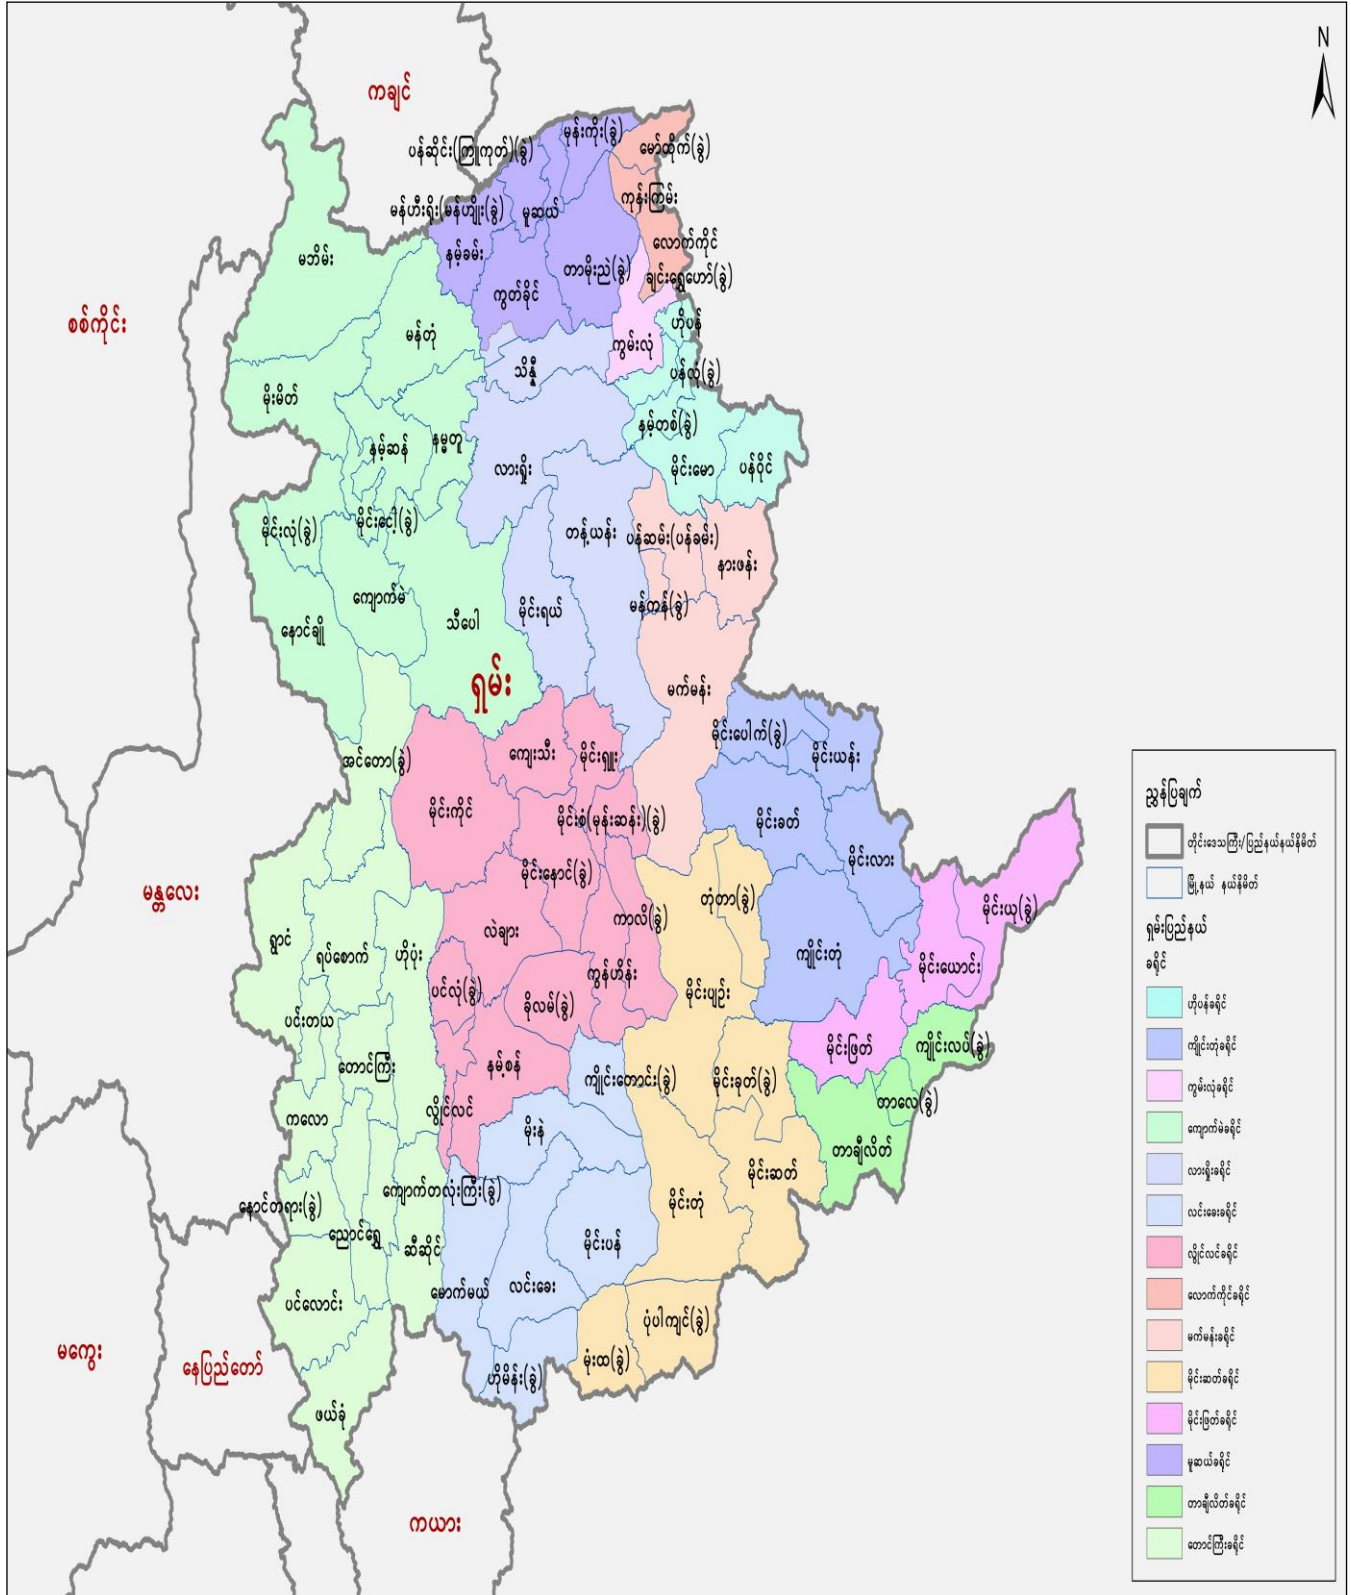 N
ကချင်
မုန်းကိုး(ခွဲ)
မော်ထိုက်(ခွဲ)
ပန်ဆိုင်း(ကြူကုတ်)(ခွဲ)
ကုန်းကြမ်း
မန်ဟီးရိုး(မန်ဟျိုး)(ခွဲ)
မူဆယ်
လောက်ကိုင်
နမ့်ခမ်း
မဘိမ်း
တာမိုးညဲ(ခွဲ)
ချင်းရွှေဟော်(ခွဲ)
ကွတ်ခိုင်
စစ်ကိုင်း
ဟိုပန်
မန်တုံ
ကွမ်းလုံ
သိန္နီ
ပန်လုံ(ခွဲ)
မိုးမိတ်
နမ့်တစ်(ခွဲ)
နမ့်ဆန်
နမ္မတူ
လားရှိုး
မိုင်းမော
ပန်ဝိုင်
မိုင်းလုံ(ခွဲ)
မိုင်းငေါ့(ခွဲ)
တန့်ယန်း
ပန်ဆမ်း(ပန်ခမ်း)
နားဖန်း
ကျောက်မဲ
မိုင်းရယ်
မန်ကန်(ခွဲ)
နောင်ချို
သီပေါ
ရှမ်း
မက်မန်း
မိုင်းပေါက်(ခွဲ)
အင်တော(ခွဲ)
ကျေးသီး
မိုင်းရှူး
မိုင်းယန်း
မိုင်းကိုင်
မိုင်းစံ(မုန်းဆန်း)(ခွဲ)
မိုင်းခတ်
မိုင်းလား
မိုင်းနောင်(ခွဲ)
မန္တလေး
တုံတာ(ခွဲ)
မိုင်းယု(ခွဲ)
ကာလိ(ခွဲ)
ရွာငံ
ရပ်စောက်
ဟိုပုံး
လဲချား
ကျိုင်းတုံ
မိုင်းယောင်း
ကွန်ဟိန်း
ပင်လုံ(ခွဲ)
ခိုလမ်(ခွဲ)
မိုင်းပျဉ်း
ပင်းတယ
မိုင်းဖြတ်
ကျိုင်းလပ်(ခွဲ)
တောင်ကြီး
နမ့်စန်
ကျိုင်းတောင်း(ခွဲ)
မိုင်းခုတ်(ခွဲ)
တာလေ(ခွဲ)
ကလော
လွိုင်လင်
မိုးနဲ
တာချီလိတ်
မိုင်းဆတ်
ကျောက်တလုံးကြီး(ခွဲ)
နောင်တရား(ခွဲ)
မိုင်းတုံ
ညောင်ရွှေ
ဆီဆိုင်
မိုင်းပန်
လင်းခေး
မောက်မယ်
ပင်လောင်း
ပုံပါကျင်(ခွဲ)
မကွေး
နေပြည်တော်
မုံးထ(ခွဲ)
ဟိုမိန်း(ခွဲ)
ဖယ်ခုံ
ကယား
ညွှန်ပြချက်
တိုင်းဒေသကြီး/ပြည်နယ်နယ်နိမိတ်
မြို့နယ် နယ်နိမိတ်
ရှမ်းပြည်နယ်
ခရိုင်
ဟိုပန်ခရိုင်
ကျိုင်းတုံခရိုင်
ကွမ်းလုံခရိုင်
ကျောက်မဲခရိုင်
လားရှိုးခရိုင်
လင်းခေးခရိုင်
လွိုင်လင်ခရိုင်
လောက်ကိုင်ခရိုင်
မက်မန်းခရိုင်
မိုင်းဆတ်ခရိုင်
မိုင်းဖြတ်ခရိုင်
မူဆယ်ခရိုင်
တာချီလိတ်ခရိုင်
တောင်ကြီးခရိုင်